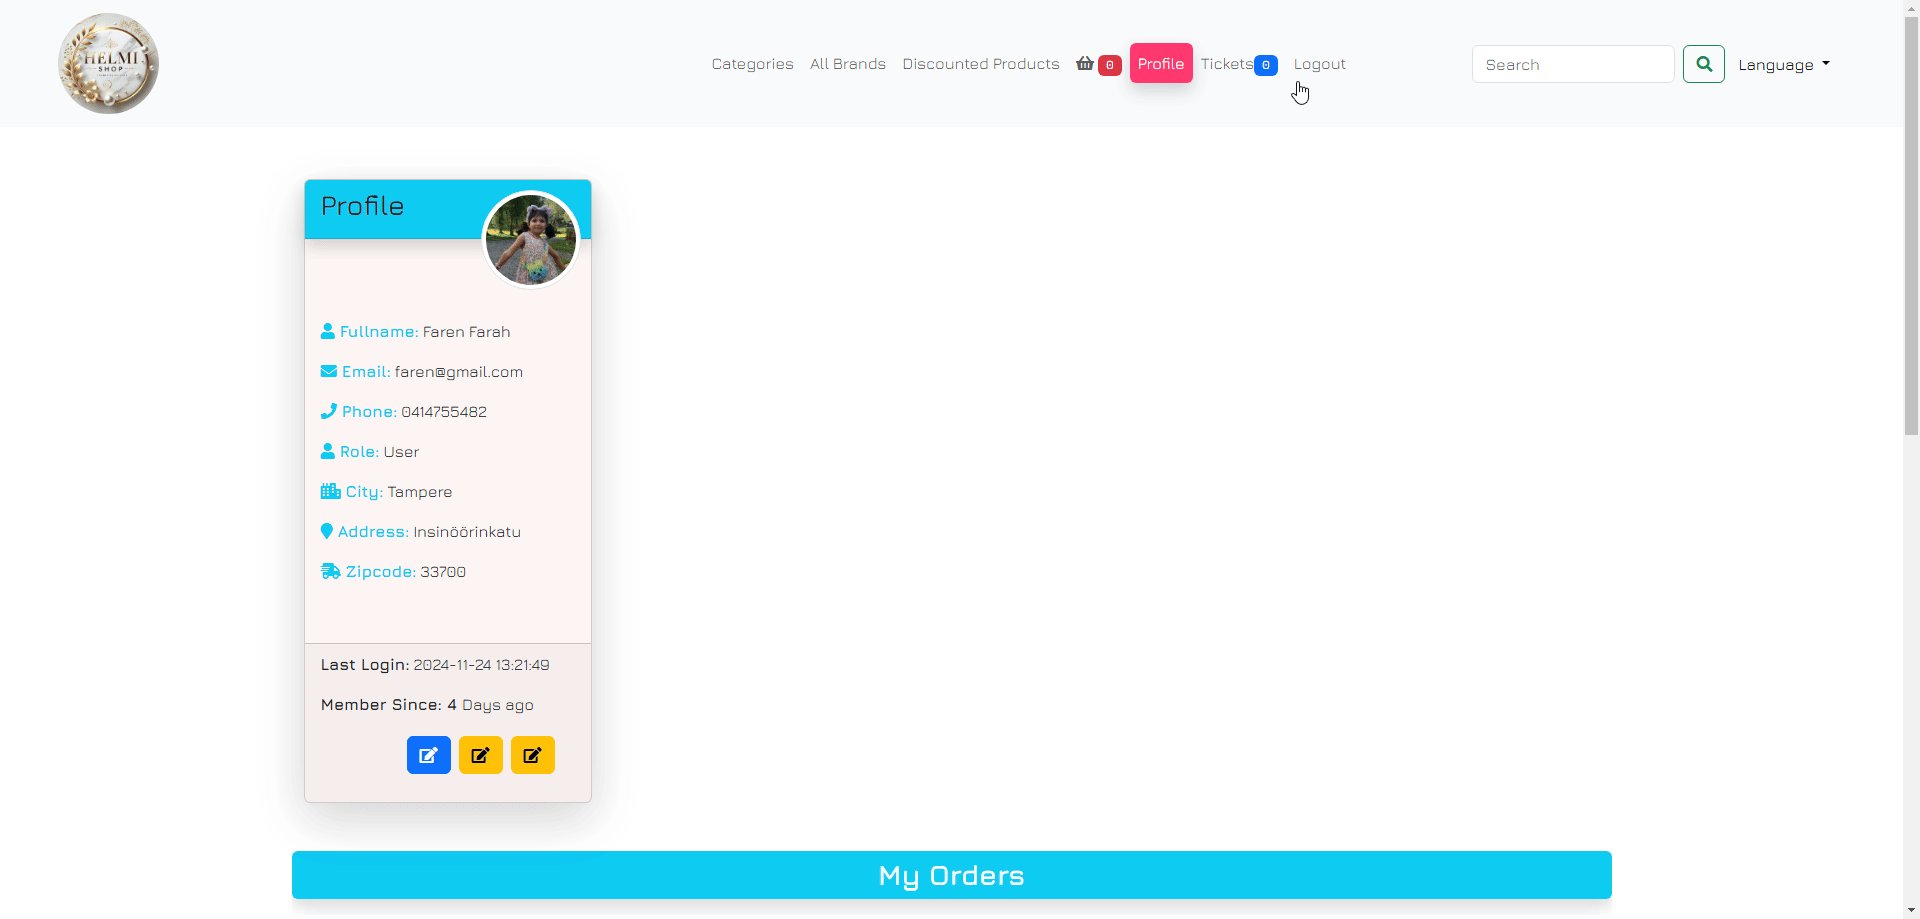 HELMI
SHOP
Categories All Brands Discounted Products 0 Profile Tickets 0 Logout Search Language
Profile
Fullname: Faren Farah
Email: faren@gmail.com
Phone: 0414755482
Role: User
City: Tampere
Address: Insinöörinkatu
Zipcode: 33700
Last Login: 2024-11-24 13:21:49
Member Since: 4 Days ago
My Orders